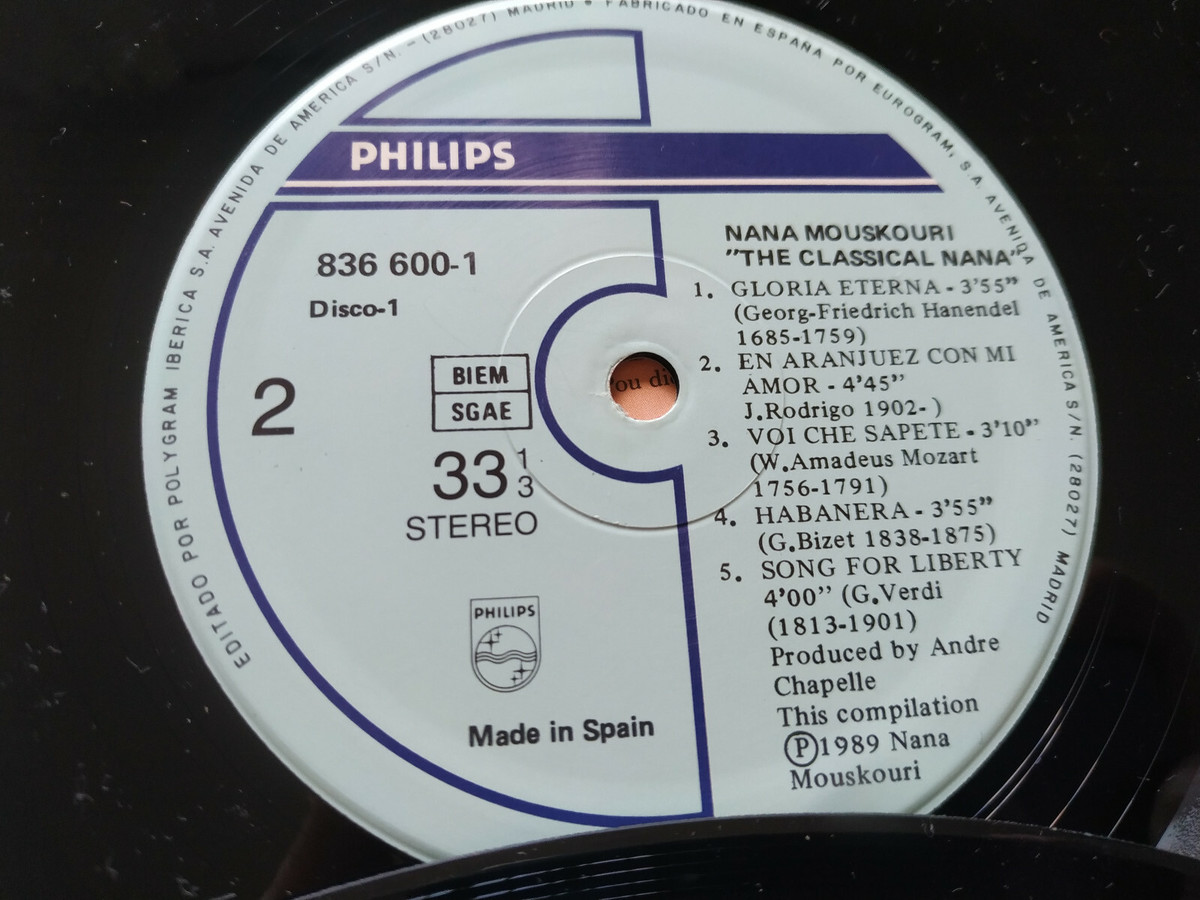 EDITADO POR POLYGRAM IBERICA S.A. AVENIDA DE AMERICA S/N. - (28027) MADRID • FABRICADO EN ESPAÑA POR EUROGRAM, S.A. AVENIDA DE AMERICA S/N. (28027) MADRID
PHILIPS
836 600-1
Disco-1
2
BIEM
SGAE
33 1/3
STEREO
PHILIPS
Made in Spain
NANA MOUSKOURI
"THE CLASSICAL NANA"
1. GLORIA ETERNA - 3'55"
(Georg-Friedrich Hanendel
1685-1759)
2. EN ARANJUEZ CON MI
AMOR - 4'45"
J.Rodrigo 1902- )
3. VOI CHE SAPETE - 3'10"
(W.Amadeus Mozart
1756-1791)
4. HABANERA - 3'55"
(G.Bizet 1838-1875)
5. SONG FOR LIBERTY
4'00" (G.Verdi
(1813-1901)
Produced by Andre
Chapelle
This compilation
Ⓟ1989 Nana
Mouskouri